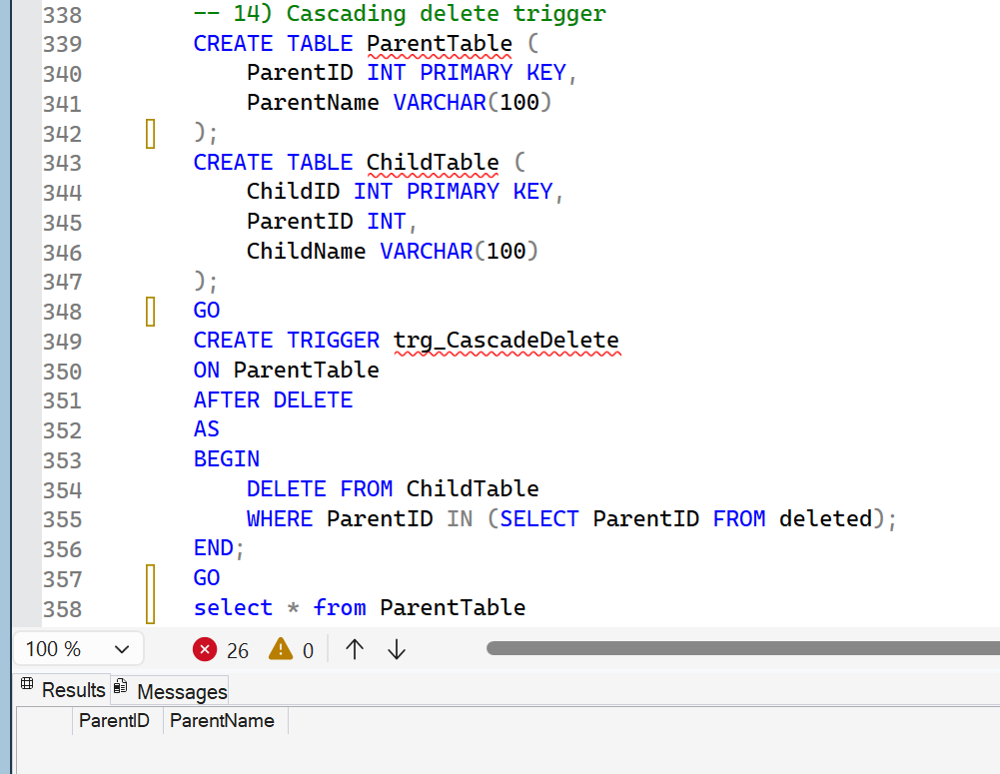 338 -- 14) Cascading delete trigger
339 CREATE TABLE ParentTable (
340 ParentID INT PRIMARY KEY,
341 ParentName VARCHAR(100)
342 );
343 CREATE TABLE ChildTable (
344 ChildID INT PRIMARY KEY,
345 ParentID INT,
346 ChildName VARCHAR(100)
347 );
348 GO
349 CREATE TRIGGER trg_CascadeDelete
350 ON ParentTable
351 AFTER DELETE
352 AS
353 BEGIN
354 DELETE FROM ChildTable
355 WHERE ParentID IN (SELECT ParentID FROM deleted);
356 END;
357 GO
358 select * from ParentTable
100 % 26 0
Results Messages
ParentID ParentName